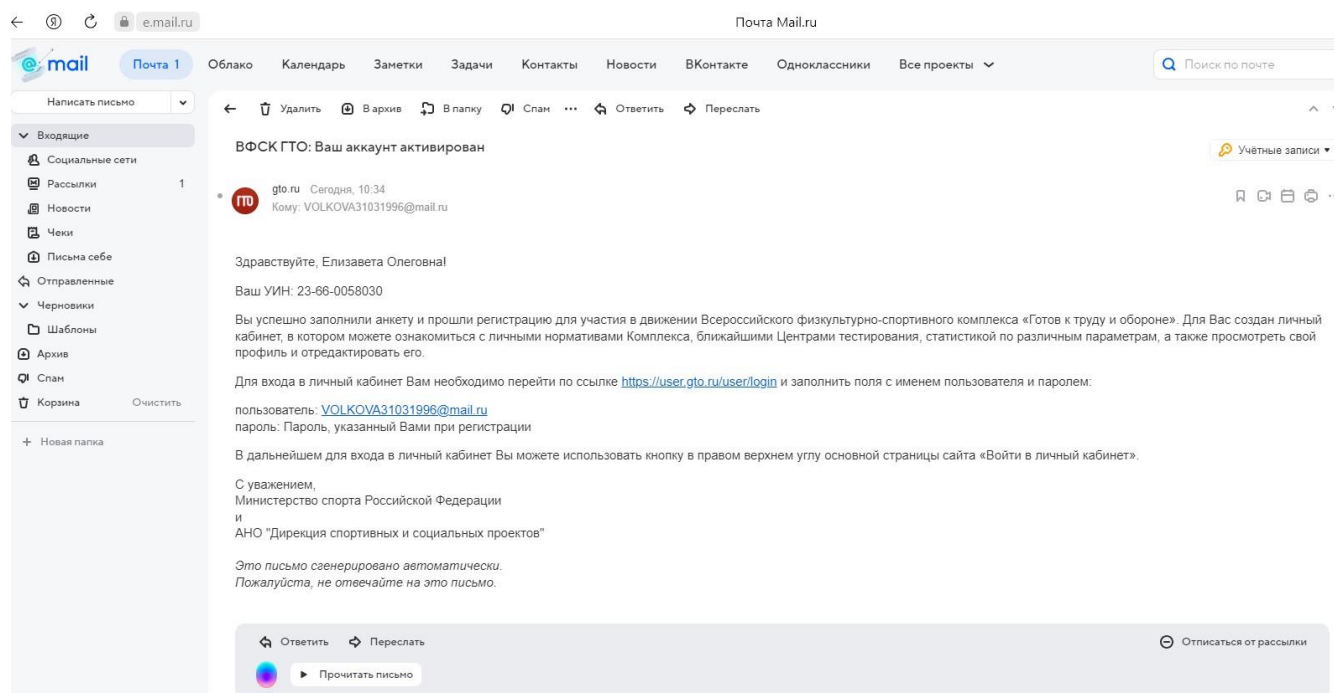 e.mail.ru
Почта Mail.ru
mail
Почта 1
Облако
Календарь
Заметки
Задачи
Контакты
Новости
ВКонтакте
Одноклассники
Все проекты
Поиск по почте
Написать письмо
Удалить
В архив
В папку
Спам
Ответить
Переслать
Входящие
Социальные сети
Рассылки 1
Новости
Чеки
Письма себе
Отправленные
Черновики
Шаблоны
Архив
Спам
Корзина Очистить
+ Новая папка
ВФСК ГТО: Ваш аккаунт активирован
Учётные записи
ГТО
gto.ru Сегодня, 10:34
Кому: VOLKOVA31031996@mail.ru
Здравствуйте, Елизавета Олеговна!
Ваш УИН: 23-66-0058030
Вы успешно заполнили анкету и прошли регистрацию для участия в движении Всероссийского физкультурно-спортивного комплекса «Готов к труду и обороне». Для Вас создан личный
кабинет, в котором можете ознакомиться с личными нормативами Комплекса, ближайшими Центрами тестирования, статистикой по различным параметрам, а также просмотреть свой
профиль и отредактировать его.
Для входа в личный кабинет Вам необходимо перейти по ссылке https://user.gto.ru/user/login и заполнить поля с именем пользователя и паролем:
пользователь: VOLKOVA31031996@mail.ru
пароль: Пароль, указанный Вами при регистрации
В дальнейшем для входа в личный кабинет Вы можете использовать кнопку в правом верхнем углу основной страницы сайта «Войти в личный кабинет».
С уважением,
Министерство спорта Российской Федерации
и
АНО "Дирекция спортивных и социальных проектов"
Это письмо сгенерировано автоматически.
Пожалуйста, не отвечайте на это письмо.
Ответить
Переслать
Отписаться от рассылки
Прочитать письмо